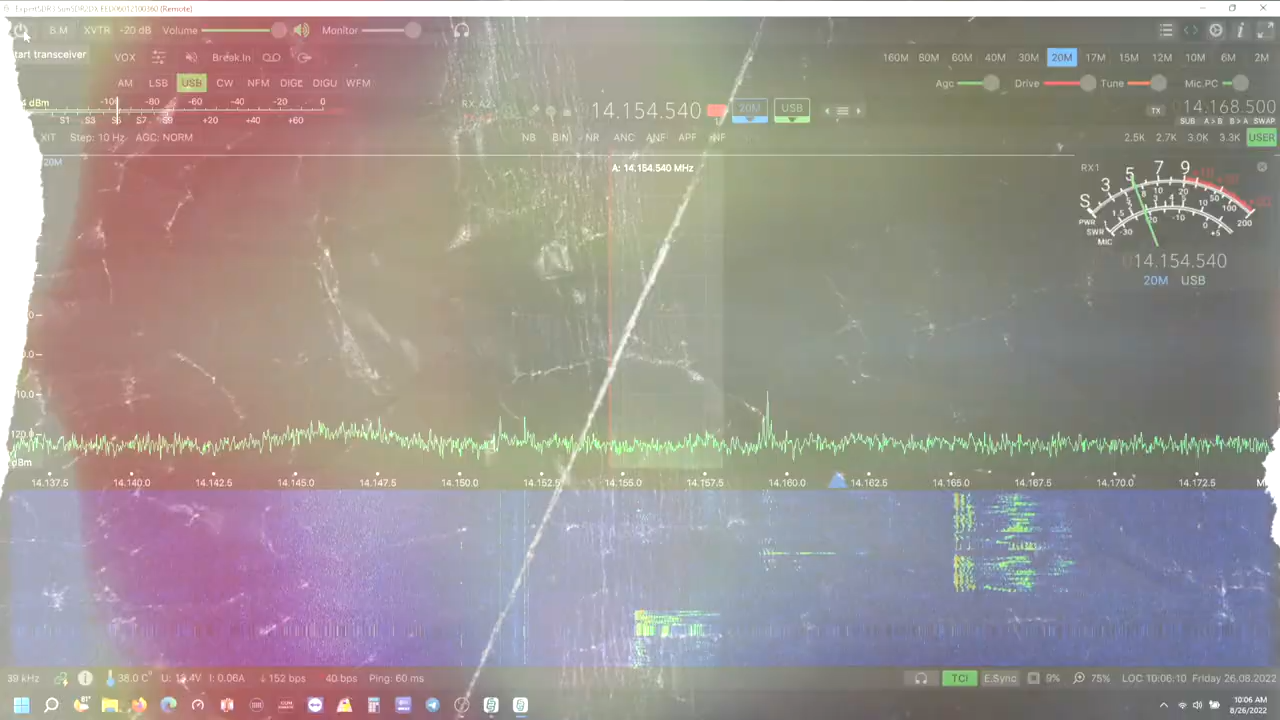 ExpertSDR | SunSDR2DX (Remote)
B.M XVTR -20 dB Volume Monitor
tart transceiver VOX Break.In 160M 80M 60M 40M 30M 20M 17M 15M 12M 10M 6M 2M
AM LSB USB CW NFM DIGL DIGU WFM Agc Drive Tune Mic.PC
dBm -100 -80 -60 -40 -20 0
S1 S3 S5 S7 S9 +20 +40 +60
RX A2 14.154.540 20M USB TX 14.168.500
SUB A>B B>A SWAP
XIT Step: 10 Hz AGC: NORM NB BIN NR ANC ANF APF NF 2.5K 2.7K 3.0K 3.3K USER
20M A: 14.154.540 MHz RX1
S 3 5 7 9
PWR SWR MIC
14.154.540
20M USB
dBm
14.137.5 14.140.0 14.142.5 14.145.0 14.147.5 14.150.0 14.152.5 14.155.0 14.157.5 14.160.0 14.162.5 14.165.0 14.167.5 14.170.0 14.172.5
39 kHz 38.0 C° I: 0.06A 152 bps 40 bps Ping: 60 ms TCI E.Sync 9% 75% LOC 10:06:10 Friday 26.08.2022
81°
10:06 AM
8/26/2022